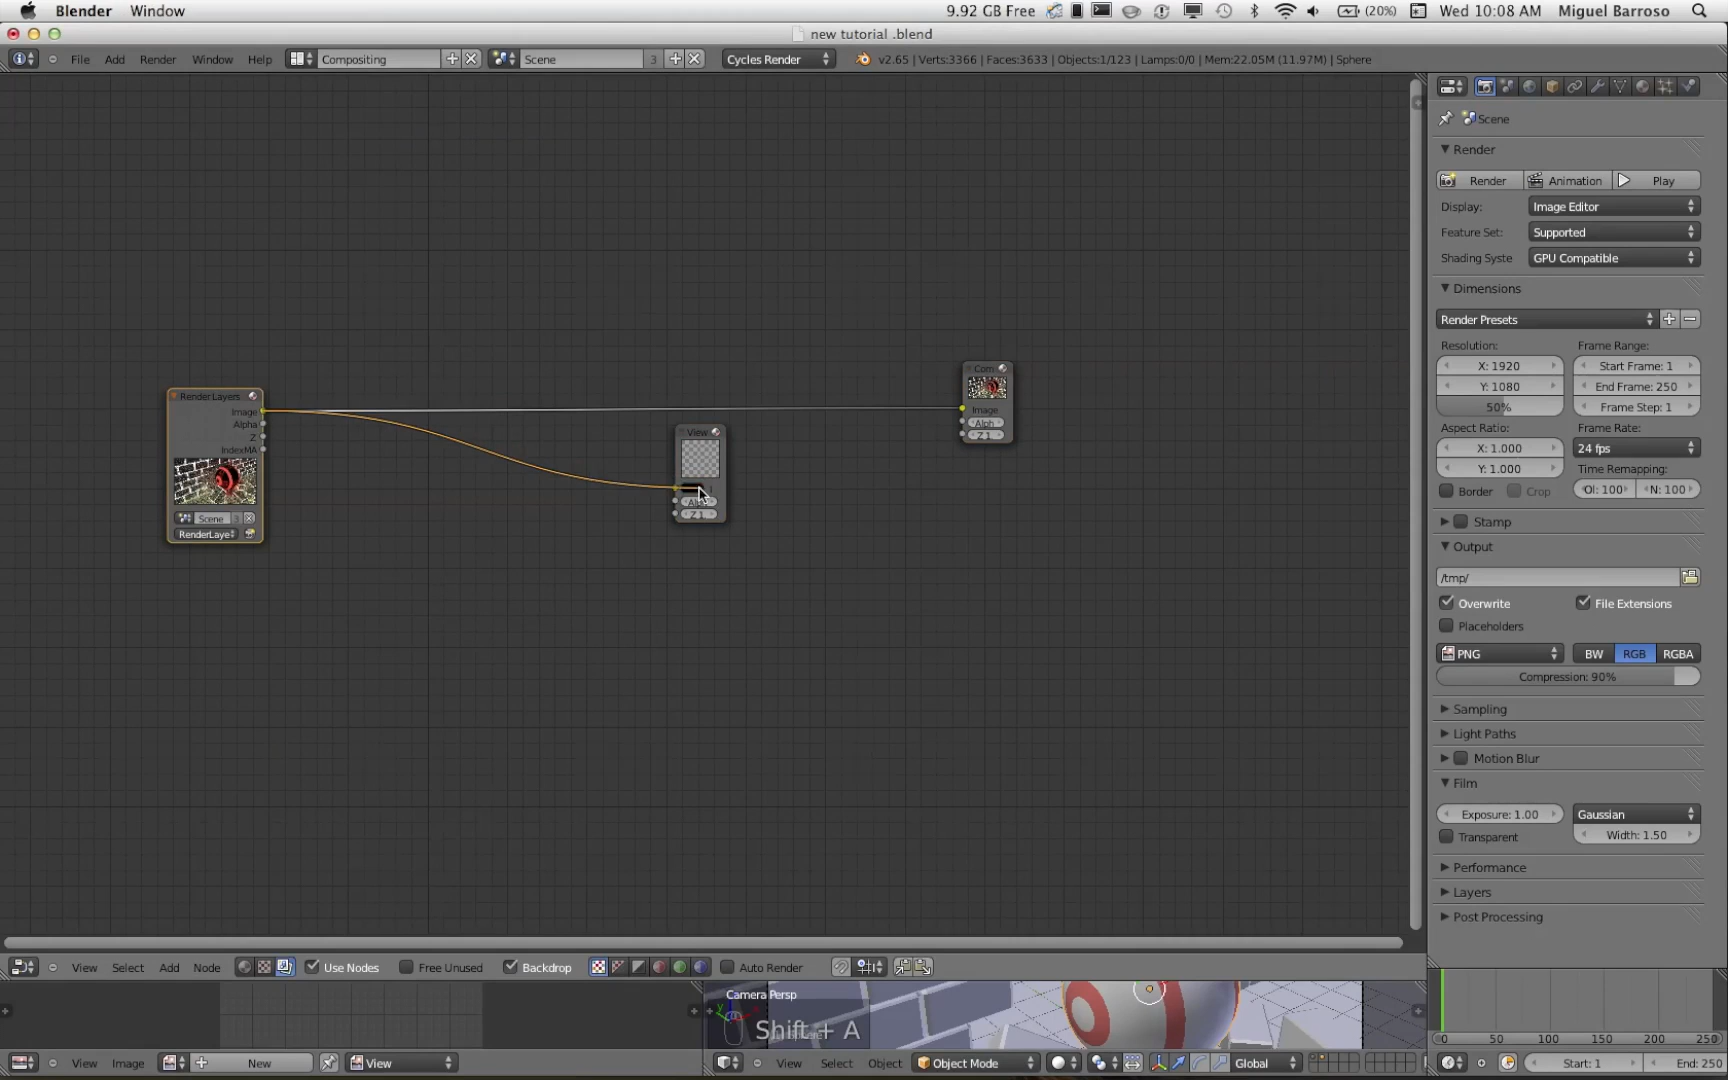 Blender Window 9.92 GB Free (20%) Wed 10:08 AM Miguel Barroso
new tutorial .blend
File Add Render Window Help Compositing Scene 3 Cycles Render v2.65 | Verts:3366 | Faces:3633 | Objects:1/123 | Lamps:0/0 | Mem:22.05M (11.97M) | Sphere
Scene
Render
Render Animation Play
Display: Image Editor
Feature Set: Supported
Shading Syste GPU Compatible
Dimensions
Render Presets
Resolution: Frame Range:
X: 1920 Start Frame: 1
Y: 1080 End Frame: 250
50% Frame Step: 1
Aspect Ratio: Frame Rate:
X: 1.000 24 fps
Y: 1.000 Time Remapping:
Border Crop Ol: 100 N: 100
Stamp
Output
/tmp/
Overwrite File Extensions
Placeholders
PNG BW RGB RGBA
Compression: 90%
Sampling
Light Paths
Motion Blur
Film
Exposure: 1.00 Gaussian
Transparent Width: 1.50
Performance
Layers
Post Processing
RenderLayers
Image
Alpha
Z
IndexMA
Scene
RenderLaye
View
Z 1
Com
Image
Alph
Z 1
View Select Add Node Use Nodes Free Unused Backdrop Auto Render
Camera Persp
Shift + A
0 50 100 150 200 250
View Image New View View Select Object Object Mode Global Start: 1 End: 250